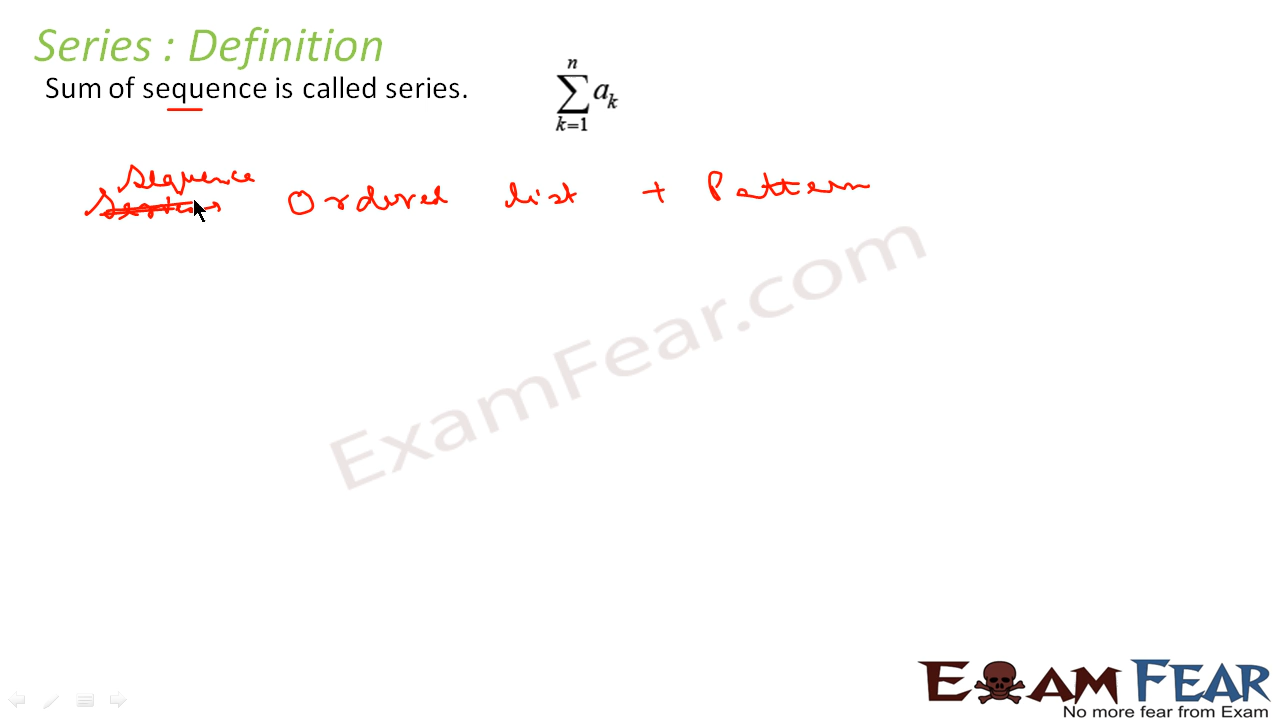 Series : Definition
Sum of sequence is called series.
n
∑ aₖ
k=1
Sequence
Ordered list + Pattern
ExamFear.com
EXAM FEAR
No more fear from Exam